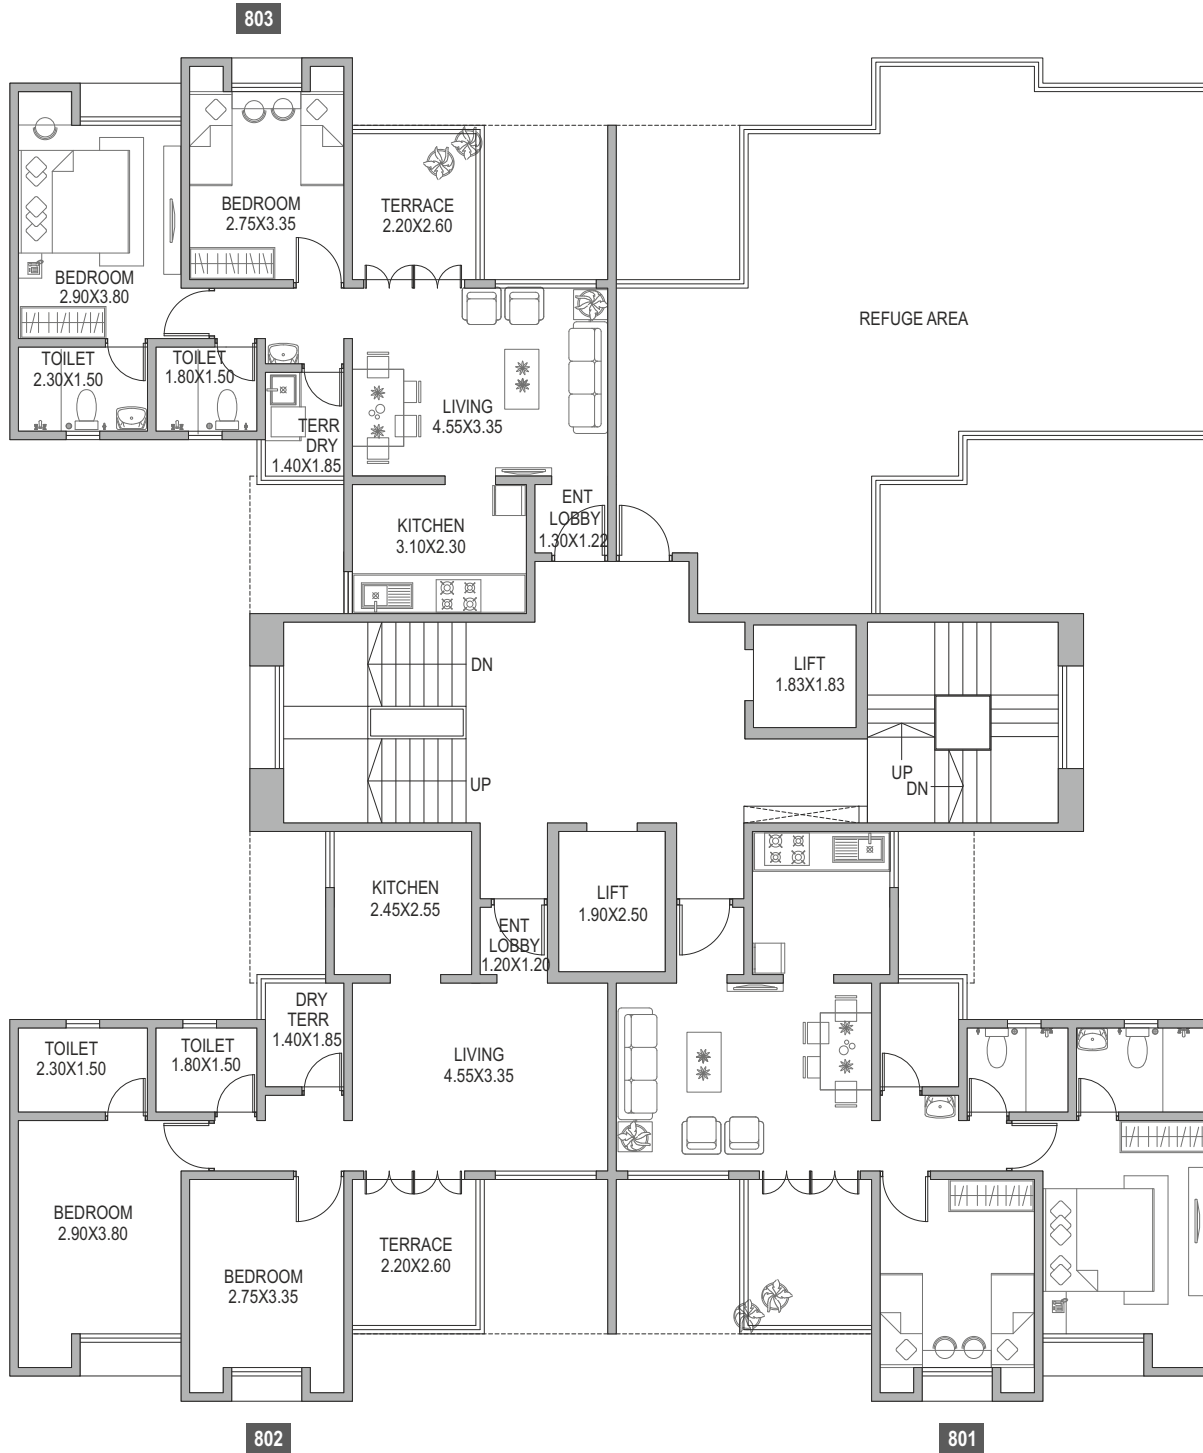 803
BEDROOM
2.75X3.35
TERRACE
2.20X2.60
BEDROOM
2.90X3.80
REFUGE AREA
TOILET
2.30X1.50
TOILET
1.80X1.50
LIVING
4.55X3.35
TERR
DRY
1.40X1.85
ENT
LOBBY
1.30X1.22
KITCHEN
3.10X2.30
DN
LIFT
1.83X1.83
UP
UP
DN
KITCHEN
2.45X2.55
LIFT
1.90X2.50
ENT
LOBBY
1.20X1.20
DRY
TERR
1.40X1.85
TOILET
2.30X1.50
TOILET
1.80X1.50
LIVING
4.55X3.35
BEDROOM
2.90X3.80
TERRACE
2.20X2.60
BEDROOM
2.75X3.35
802
801